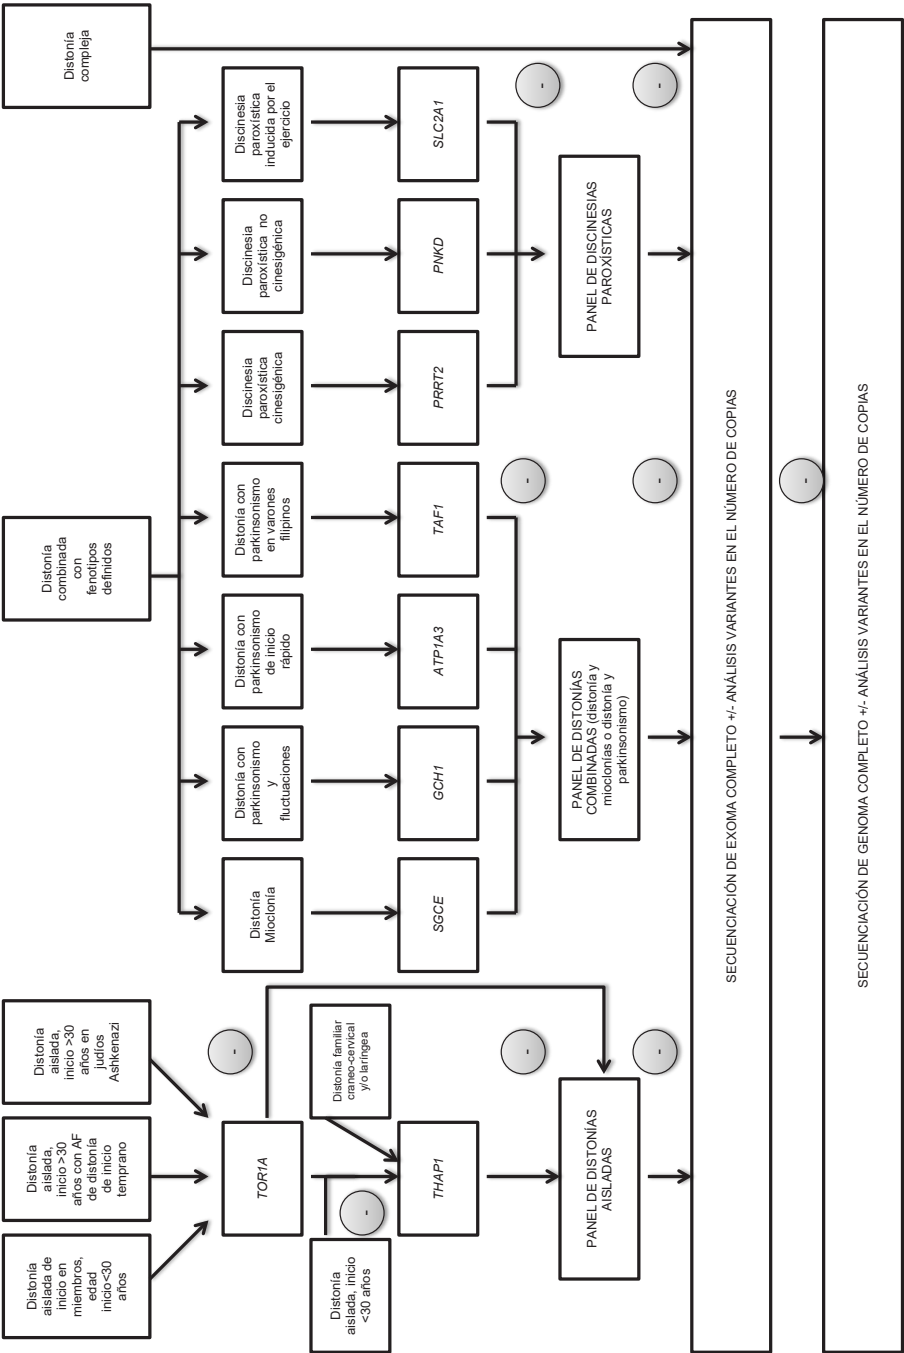 Distonía
aislada de
inicio en
miembros,
edad
inicio<30
años
Distonía
aislada,
inicio >30
años con AF
de distonía
de inicio
temprano
Distonía
aislada,
inicio >30
años en
judíos
Ashkenazi
Distonía
combinada
con
fenotipos
definidos
Distonía
compleja
TOR1A
-
Distonía
Mioclonía
Distonía con
parkinsonismo
y
fluctuaciones
Distonía con
parkinsonismo
de inicio
rápido
Distonía con
parkinsonismo
en varones
filipinos
Discinesia
paroxística
cinesigénica
Discinesia
paroxística no
cinesigénica
Discinesia
paroxística
inducida por el
ejercicio
Distonía
aislada, inicio
<30 años
-
Distonía familiar
craneo-cervical
y/o laríngea
THAP1
SGCE
GCH1
ATP1A3
TAF1
PRRT2
PNKD
SLC2A1
-
-
-
PANEL DE DISTONÍAS
AISLADAS
PANEL DE DISTONÍAS
COMBINADAS (distonía y
mioclonías o distonía y
parkinsonismo)
PANEL DE DISCINESIAS
PAROXÍSTICAS
-
-
-
SECUENCIACIÓN DE EXOMA COMPLETO +/- ANÁLISIS VARIANTES EN EL NÚMERO DE COPIAS
-
SECUENCIACIÓN DE GENOMA COMPLETO +/- ANÁLISIS VARIANTES EN EL NÚMERO DE COPIAS